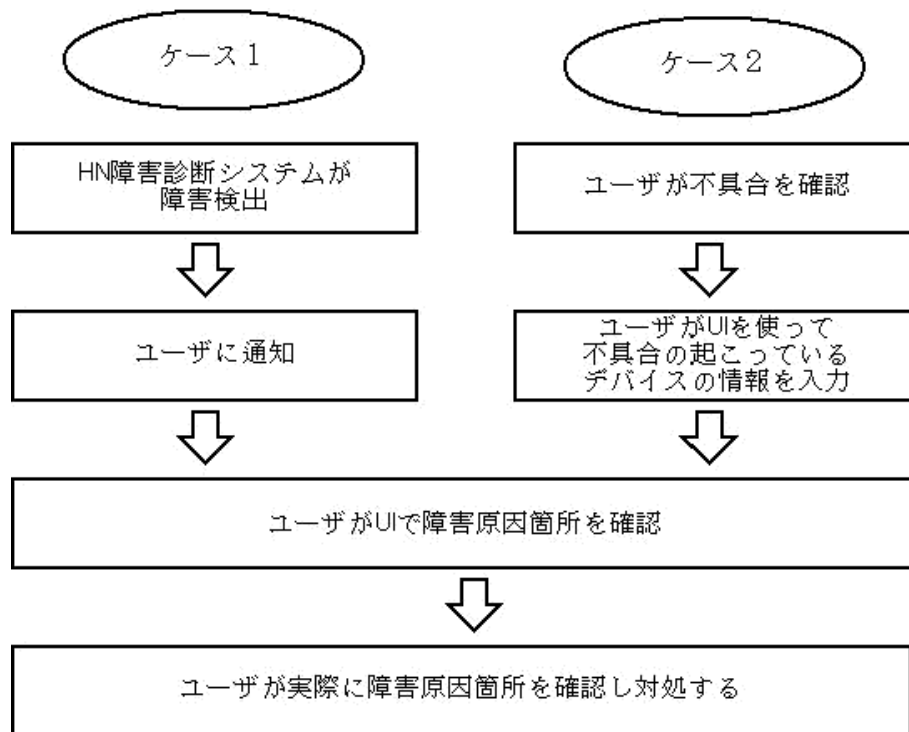 ケース１
ケース２
HN障害診断システムが
障害検出
ユーザが不具合を確認
ユーザに通知
ユーザがUIを使って
不具合の起こっている
デバイスの情報を入力
ユーザがUIで障害原因箇所を確認
ユーザが実際に障害原因箇所を確認し対処する